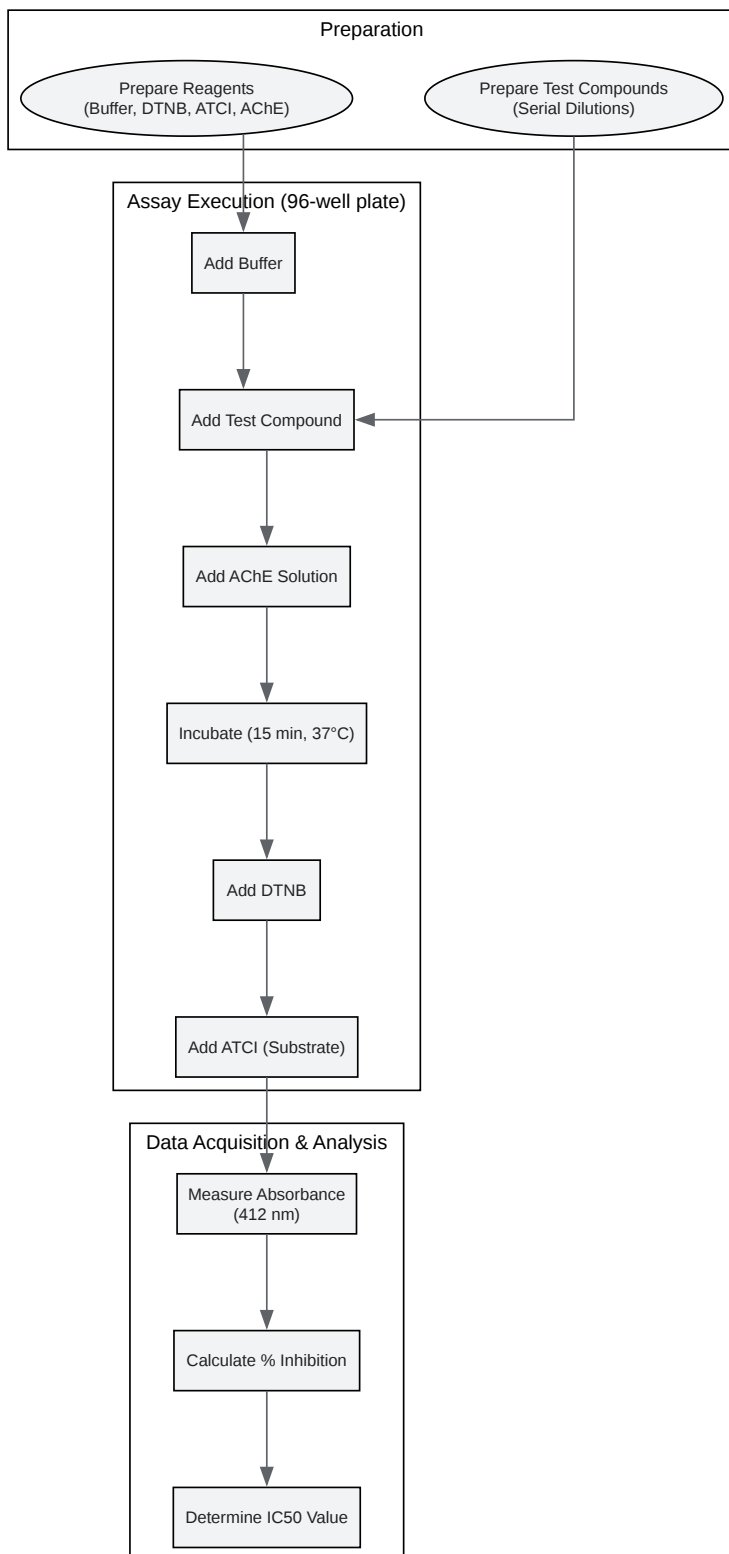 Preparation
Prepare Reagents
(Buffer, DTNB, ATCI, AChE)
Prepare Test Compounds
(Serial Dilutions)
Assay Execution (96-well plate)
Add Buffer
Add Test Compound
Add AChE Solution
Incubate (15 min, 37°C)
Add DTNB
Add ATCI (Substrate)
Data Acquisition & Analysis
Measure Absorbance
(412 nm)
Calculate % Inhibition
Determine IC50 Value